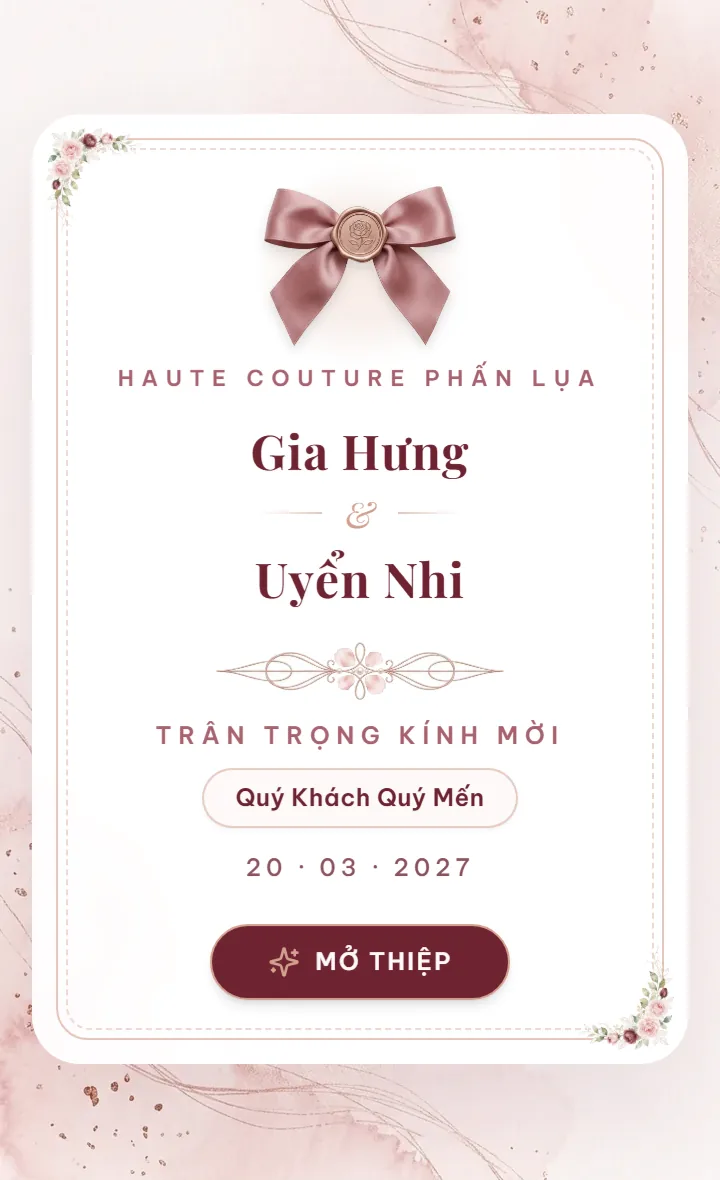 HAUTE COUTURE PHẤN LỤA
Gia Hưng
&
Uyển Nhi
TRÂN TRỌNG KÍNH MỜI
Quý Khách Quý Mến
20 · 03 · 2027
MỞ THIỆP